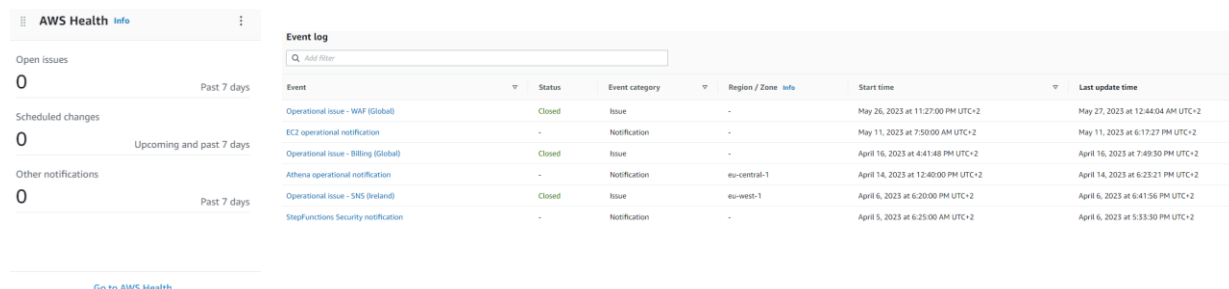 AWS Health Info
Open issues
0 Past 7 days
Scheduled changes
0 Upcoming and past 7 days
Other notifications
0 Past 7 days
Go to AWS Health
Event log
Add filter
Event Status Event category Region / Zone Info Start time Last update time
Operational issue - WAF (Global) Closed Issue - May 26, 2023 at 11:27:00 PM UTC+2 May 27, 2023 at 12:44:04 AM UTC+2
EC2 operational notification - Notification - May 11, 2023 at 7:50:00 AM UTC+2 May 11, 2023 at 6:17:27 PM UTC+2
Operational issue - Billing (Global) Closed Issue - April 16, 2023 at 4:41:48 PM UTC+2 April 16, 2023 at 7:49:30 PM UTC+2
Athena operational notification - Notification eu-central-1 April 14, 2023 at 12:40:00 PM UTC+2 April 14, 2023 at 6:23:21 PM UTC+2
Operational issue - SNS (Ireland) Closed Issue eu-west-1 April 6, 2023 at 6:20:00 PM UTC+2 April 6, 2023 at 6:41:56 PM UTC+2
StepFunctions Security notification - Notification - April 5, 2023 at 6:25:00 AM UTC+2 April 6, 2023 at 5:33:30 PM UTC+2